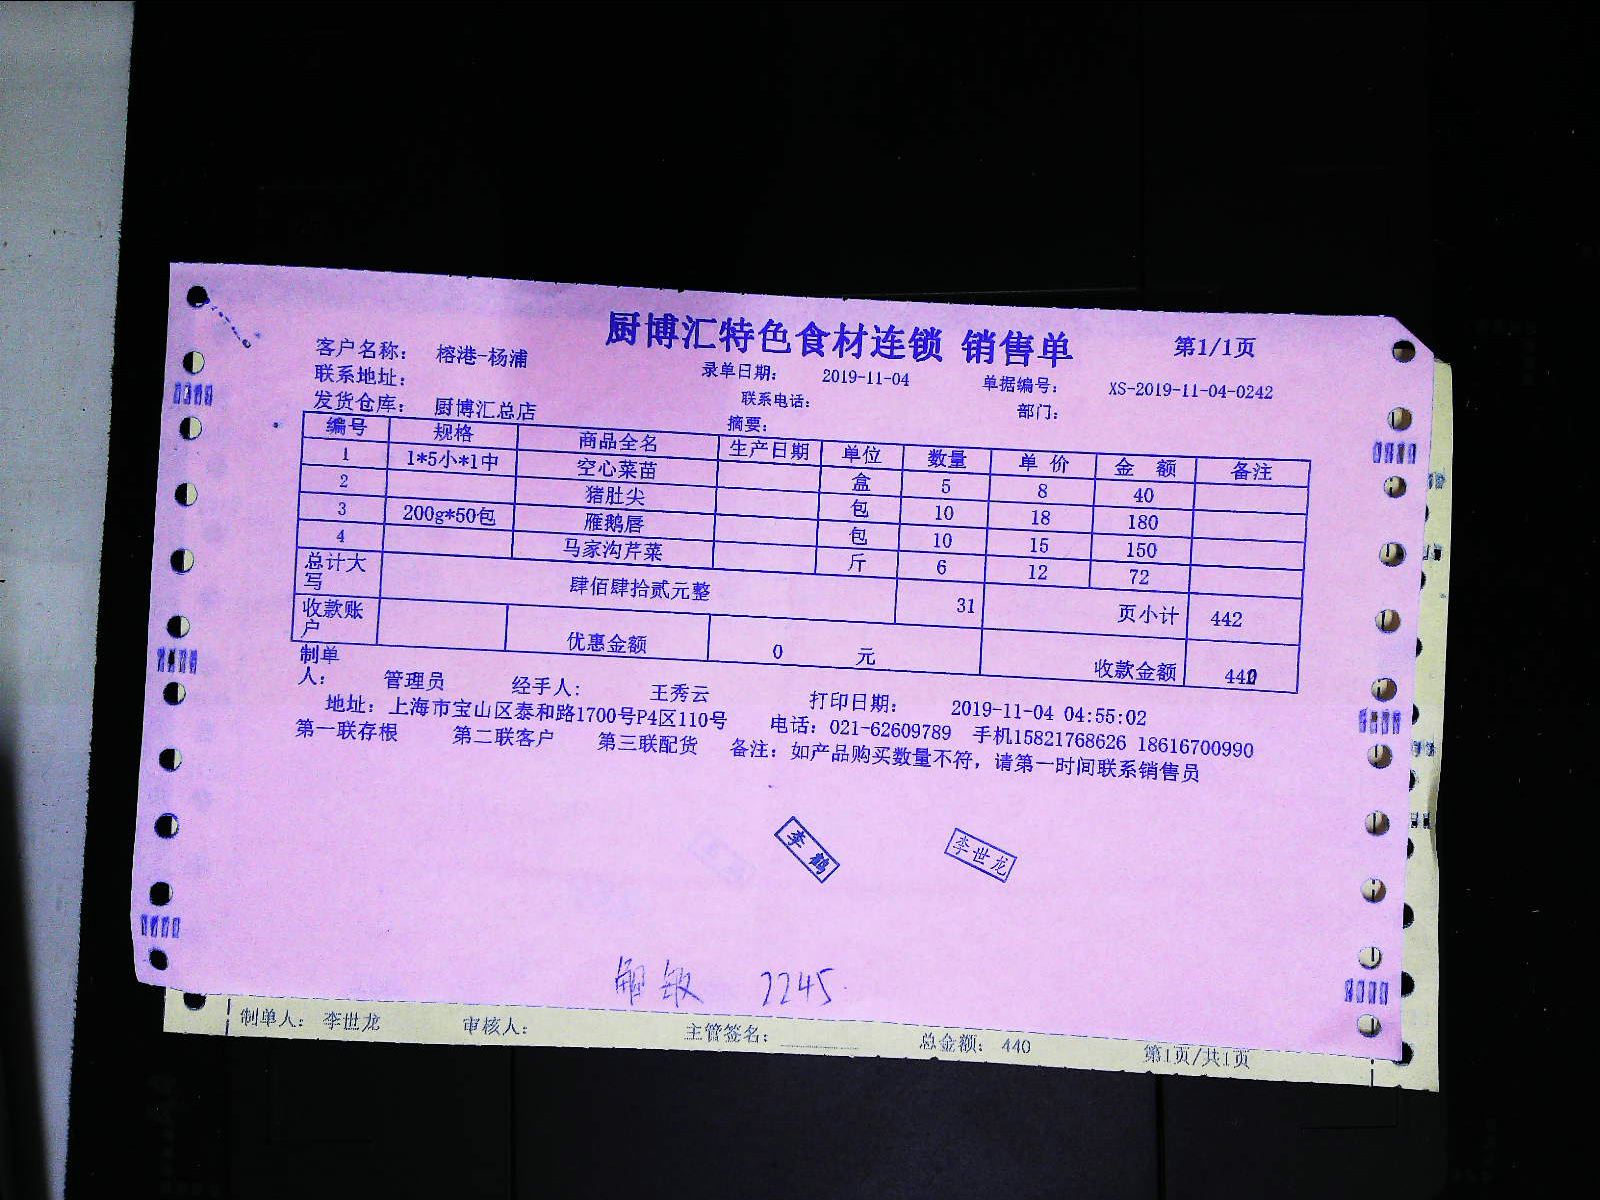 厨博汇特色食材连锁 销售单 第1/1页
客户名称： 榕港-杨浦 录单日期： 2019-11-04 单据编号： XS-2019-11-04-0242
联系地址： 联系电话： 部门：
发货仓库： 厨博汇总店 摘要：
编号 规格 商品全名 生产日期 单位 数量 单 价 金 额 备注
1 1*5小*1中 空心菜苗 盒 5 8 40
2 猪肚尖 包 10 18 180
3 200g*50包 雁鹅唇 包 10 15 150
4 马家沟芹菜 斤 6 12 72
总计大写 肆佰肆拾贰元整 31 页小计 442
收款账户 优惠金额 0 元 收款金额
制单人： 管理员 经手人： 王秀云 打印日期： 2019-11-04 04:55:02
地址：上海市宝山区泰和路1700号P4区110号 电话：021-62609789 手机15821768626 18616700990
第一联存根 第二联客户 第三联配货 备注：如产品购买数量不符，请第一时间联系销售员
李鹤 李世龙
2245
制单人： 李世龙 审核人： 主管签名： 总金额： 440 第1页/共1页